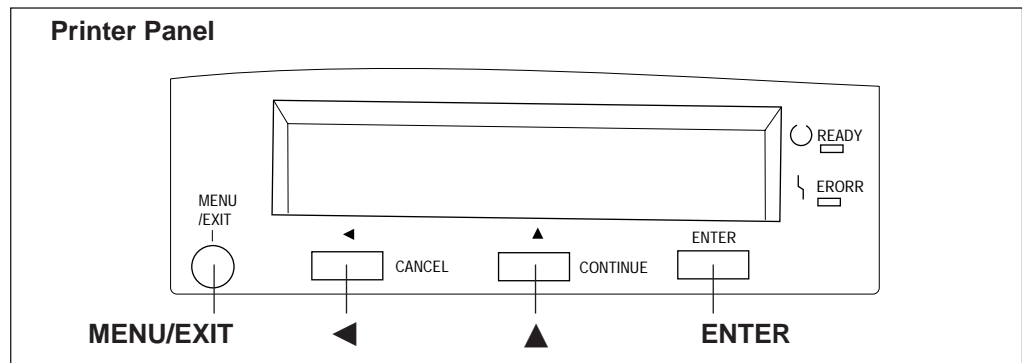 Printer Panel
READY
ERORR
MENU
/EXIT
◀
▲
ENTER
CANCEL
CONTINUE
MENU/EXIT
◀
▲
ENTER